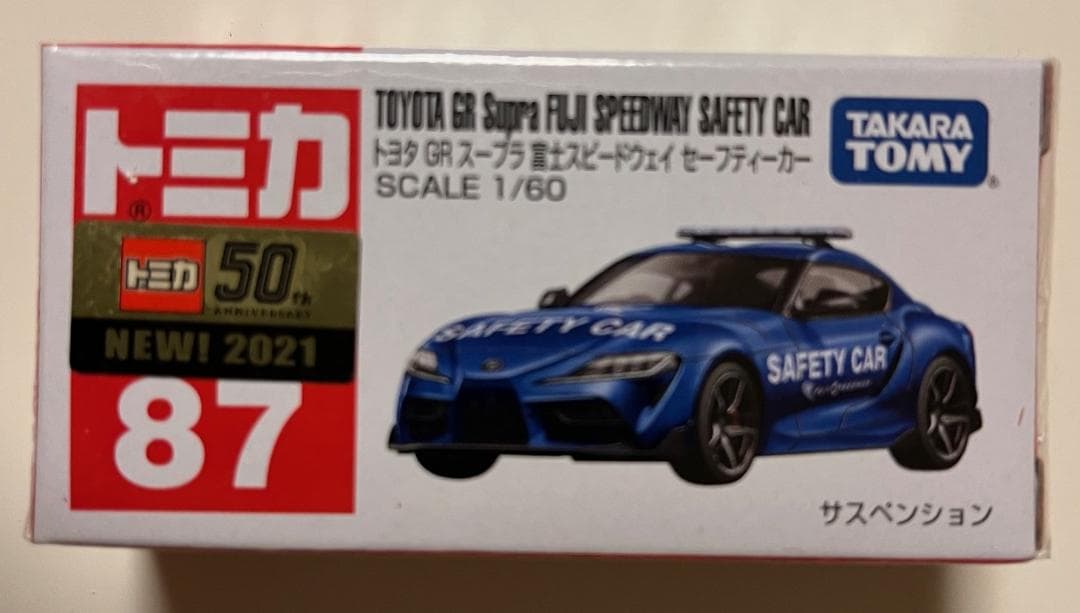 トミカ®
トミカ 50th
ANNIVERSARY
NEW! 2021
87
TOYOTA GR Supra FUJI SPEEDWAY SAFETY CAR
トヨタ GR スープラ 富士スピードウェイ セーフティーカー
SCALE 1/60
TAKARA
TOMY®
SAFETY CAR
SAFETY CAR
サスペンション